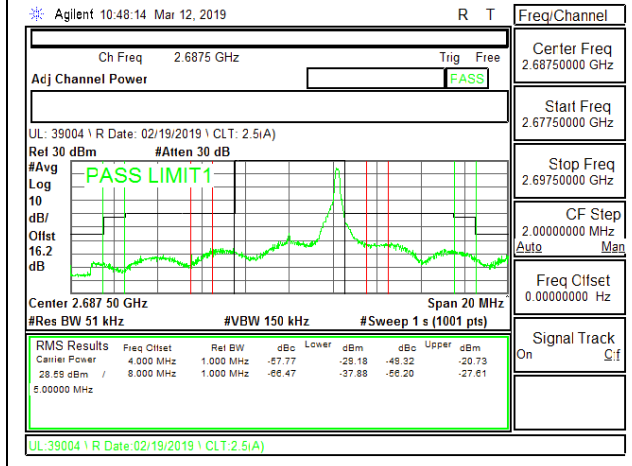 Agilent 10:48:14 Mar 12, 2019 R T Freq/Channel
Ch Freq 2.6875 GHz Trig Free
Adj Channel Power PASS
Center Freq
2.68750000 GHz
Start Freq
2.67750000 GHz
UL: 39004 \ R Date: 02/19/2019 \ CLT: 2.5(A)
Ref 30 dBm #Atten 30 dB
#Avg
Log
10
dB/
Offst
16.2
dB
PASS LIMIT1
Stop Freq
2.69750000 GHz
CF Step
2.00000000 MHz
Auto Man
Freq Offset
0.00000000 Hz
Center 2.687 50 GHz Span 20 MHz
#Res BW 51 kHz #VBW 150 kHz #Sweep 1 s (1001 pts)
Signal Track
On Off
RMS Results Freq Offset Ref BW dBc Lower dBm dBc Upper dBm
Carrier Power 4.000 MHz 1.000 MHz -57.77 -29.18 -49.32 -20.73
28.59 dBm / 8.000 MHz 1.000 MHz -66.47 -37.88 -56.20 -27.61
5.00000 MHz
UL:39004 \ R Date:02/19/2019 \ CLT:2.5(A)